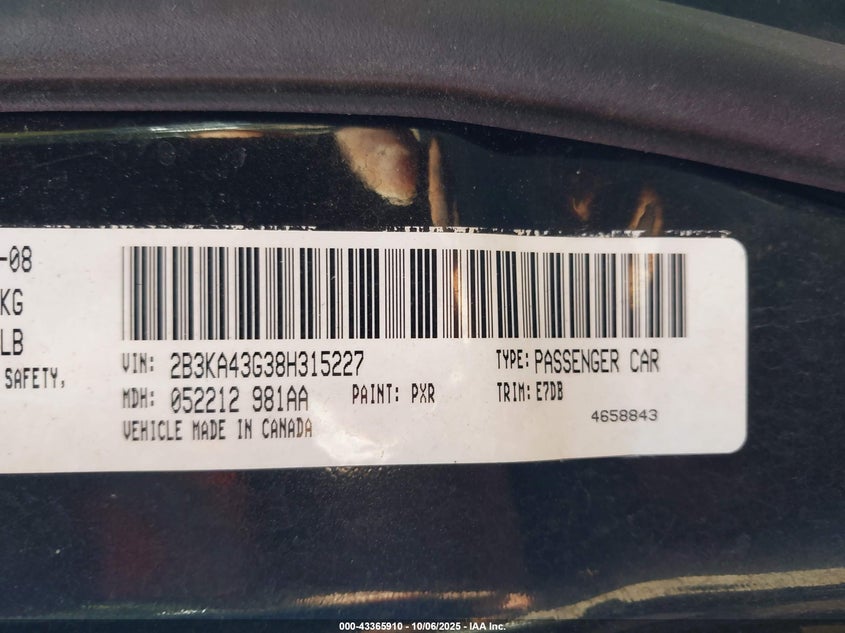 -08
KG
LB
SAFETY,
VIN: 2B3KA43G38H315227 TYPE: PASSENGER CAR
MDH: 052212 981AA PAINT: PXR TRIM: E7DB
VEHICLE MADE IN CANADA 4658843
000-43365910 - 10/06/2025 - IAA Inc.